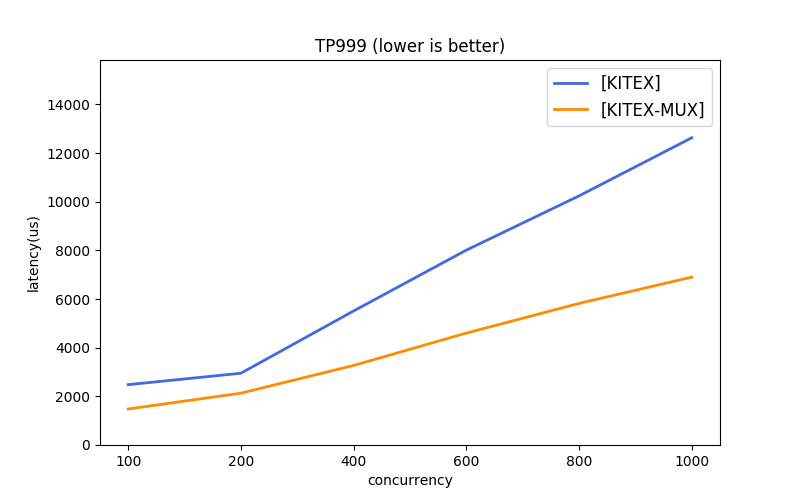 TP999 (lower is better)
[KITEX]
[KITEX-MUX]
14000
12000
10000
8000
6000
4000
2000
0
latency(us)
100 200 400 600 800 1000
concurrency